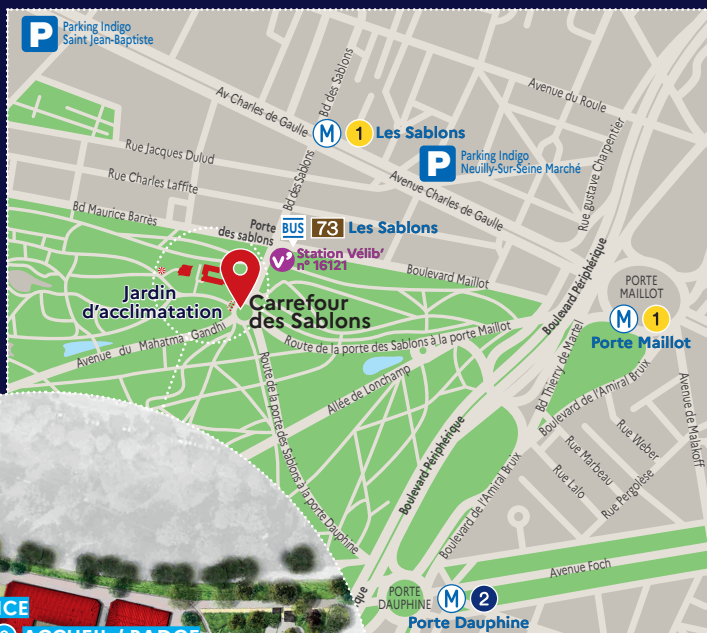 P Parking Indigo
Saint Jean-Baptiste
Bd des Sablons
Avenue du Roule
Av Charles de Gaulle
M 1 Les Sablons
Rue gustave Charpentier
Rue Jacques Dulud
P Parking Indigo
Neuilly-Sur-Seine Marché
Rue Charles Laffite
Bd des Sablons
Avenue Charles de Gaulle
Bd Maurice Barrès
Porte
des sablons
BUS 73 Les Sablons
Station Vélib'
n° 16121
Boulevard Maillot
Boulevard Périphérique
PORTE
MAILLOT
M 1
Porte Maillot
Jardin
d'acclimatation
Carrefour
des Sablons
Avenue du Mahatma Gandhi
Route de la porte des Sablons à la porte Maillot
Bd Thierry de Martel
Boulevard de l'Amiral Bruix
Allée de Longchamp
Avenue de Malakoff
Route de la porte des Sablons à la porte Dauphine
Boulevard Périphérique
Boulevard de l'Amiral Bruix
Rue Weber
Rue Marbeau
Rue Lalo
Rue Pergolèse
Avenue Foch
PORTE
DAUPHINE
M 2
Porte Dauphine
que
NCE
ACCUEIL / BADGE